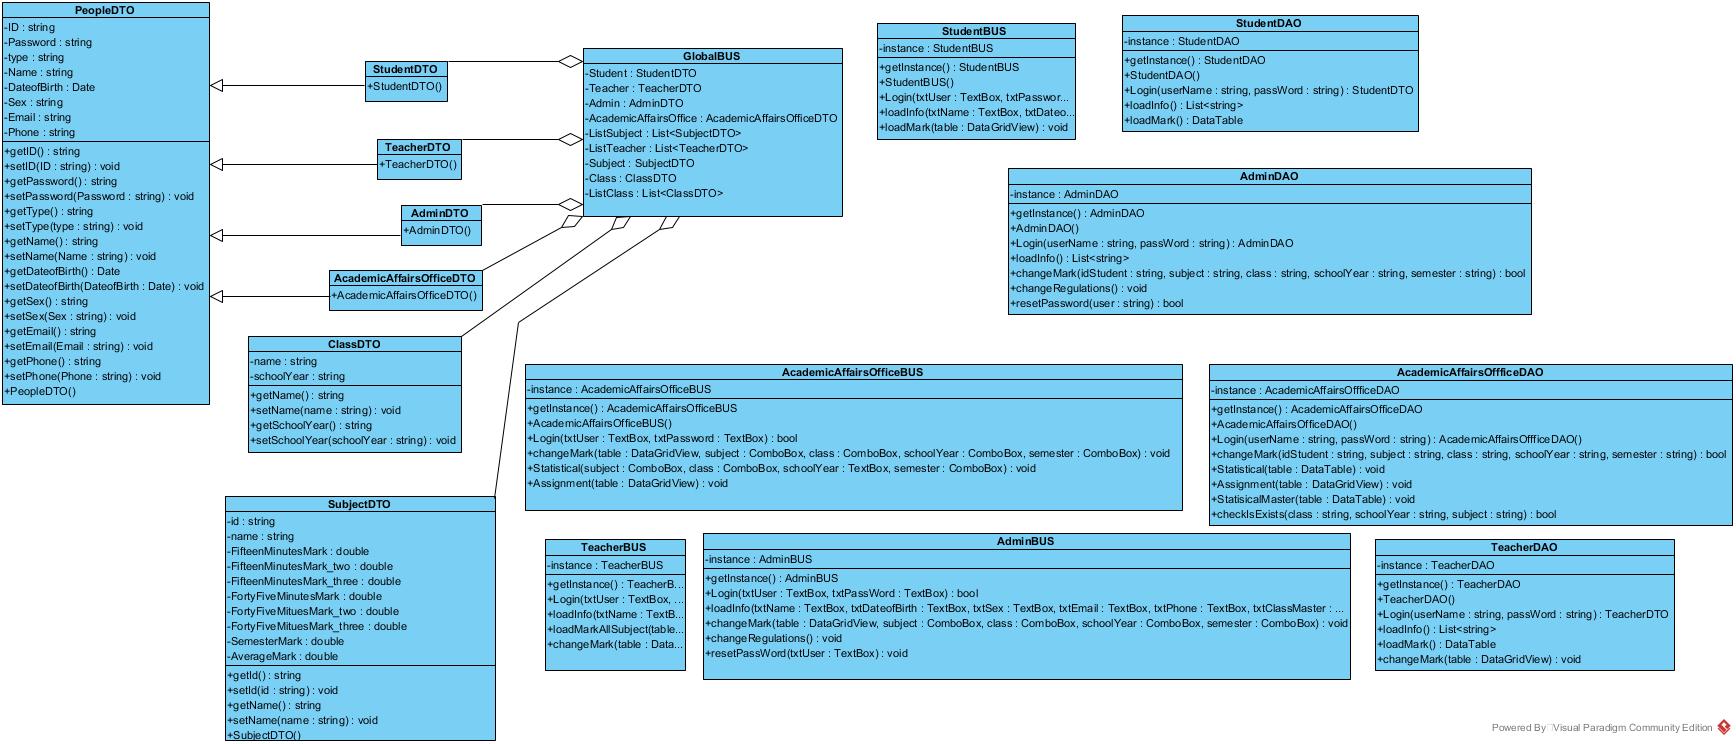 PeopleDTO
-ID : string
-Password : string
-type : string
-Name : string
-DateofBirth : Date
-Sex : string
-Email : string
-Phone : string
+getID() : string
+setID(ID : string) : void
+getPassword() : string
+setPassword(Password : string) : void
+getType() : string
+setType(type : string) : void
+getName() : string
+setName(Name : string) : void
+getDateofBirth() : Date
+setDateofBirth(DateofBirth : Date) : void
+getSex() : string
+setSex(Sex : string) : void
+getEmail() : string
+setEmail(Email : string) : void
+getPhone() : string
+setPhone(Phone : string) : void
+PeopleDTO()
StudentDTO
+StudentDTO()
TeacherDTO
+TeacherDTO()
AdminDTO
+AdminDTO()
AcademicAffairsOfficeDTO
+AcademicAffairsOfficeDTO()
GlobalBUS
-Student : StudentDTO
-Teacher : TeacherDTO
-Admin : AdminDTO
-AcademicAffairsOffice : AcademicAffairsOfficeDTO
-ListSubject : List<SubjectDTO>
-ListTeacher : List<TeacherDTO>
-Subject : SubjectDTO
-Class : ClassDTO
-ListClass : List<ClassDTO>
StudentBUS
-instance : StudentBUS
+getInstance() : StudentBUS
+StudentBUS()
+Login(txtUser : TextBox, txtPasswor...
+loadInfo(txtName : TextBox, txtDateo...
+loadMark(table : DataGridView) : void
StudentDAO
-instance : StudentDAO
+getInstance() : StudentDAO
+StudentDAO()
+Login(userName : string, passWord : string) : StudentDTO
+loadInfo() : List<string>
+loadMark() : DataTable
AdminDAO
-instance : AdminDAO
+getInstance() : AdminDAO
+AdminDAO()
+Login(userName : string, passWord : string) : AdminDAO
+loadInfo() : List<string>
+changeMark(idStudent : string, subject : string, class : string, schoolYear : string, semester : string) : bool
+changeRegulations() : void
+resetPassword(user : string) : bool
ClassDTO
-name : string
-schoolYear : string
+getName() : string
+setName(name : string) : void
+getSchoolYear() : string
+setSchoolYear(schoolYear : string) : void
AcademicAffairsOfficeBUS
-instance : AcademicAffairsOfficeBUS
+getInstance() : AcademicAffairsOfficeBUS
+AcademicAffairsOfficeBUS()
+Login(txtUser : TextBox, txtPassword : TextBox) : bool
+changeMark(table : DataGridView, subject : ComboBox, class : ComboBox, schoolYear : ComboBox, semester : ComboBox) : void
+Statistical(subject : ComboBox, class : ComboBox, schoolYear : TextBox, semester : ComboBox) : void
+Assignment(table : DataGridView) : void
AcademicAffairsOffficeDAO
-instance : AcademicAffairsOffficeDAO
+getInstance() : AcademicAffairsOfficeDAO
+AcademicAffairsOfficeDAO()
+Login(userName : string, passWord : string) : AcademicAffairsOffficeDAO()
+changeMark(idStudent : string, subject : string, class : string, schoolYear : string, semester : string) : bool
+Statistical(table : DataTable) : void
+Assignment(table : DataGridView) : void
+StatisicalMaster(table : DataTable) : void
+checkIsExists(class : string, schoolYear : string, subject : string) : bool
SubjectDTO
-id : string
-name : string
-FifteenMinutesMark : double
-FifteenMinutesMark_two : double
-FifteenMinutesMark_three : double
-FortyFiveMinutesMark : double
-FortyFiveMituesMark_two : double
-FortyFiveMituesMark_three : double
-SemesterMark : double
-AverageMark : double
+getId() : string
+setId(id : string) : void
+getName() : string
+setName(name : string) : void
+SubjectDTO()
TeacherBUS
-instance : TeacherBUS
+getInstance() : TeacherB...
+Login(txtUser : TextBox, ...
+loadInfo(txtName : TextB...
+loadMarkAllSubject(table...
+changeMark(table : Data...
AdminBUS
-instance : AdminBUS
+getInstance() : AdminBUS
+Login(txtUser : TextBox, txtPassWord : TextBox) : bool
+loadInfo(txtName : TextBox, txtDateofBirth : TextBox, txtSex : TextBox, txtEmail : TextBox, txtPhone : TextBox, txtClassMaster : ...
+changeMark(table : DataGridView, subject : ComboBox, class : ComboBox, schoolYear : ComboBox, semester : ComboBox) : void
+changeRegulations() : void
+resetPassWord(txtUser : TextBox) : void
TeacherDAO
-instance : TeacherDAO
+getInstance() : TeacherDAO
+TeacherDAO()
+Login(userName : string, passWord : string) : TeacherDTO
+loadInfo() : List<string>
+loadMark() : DataTable
+changeMark(table : DataGridView) : void
Powered By Visual Paradigm Community Edition